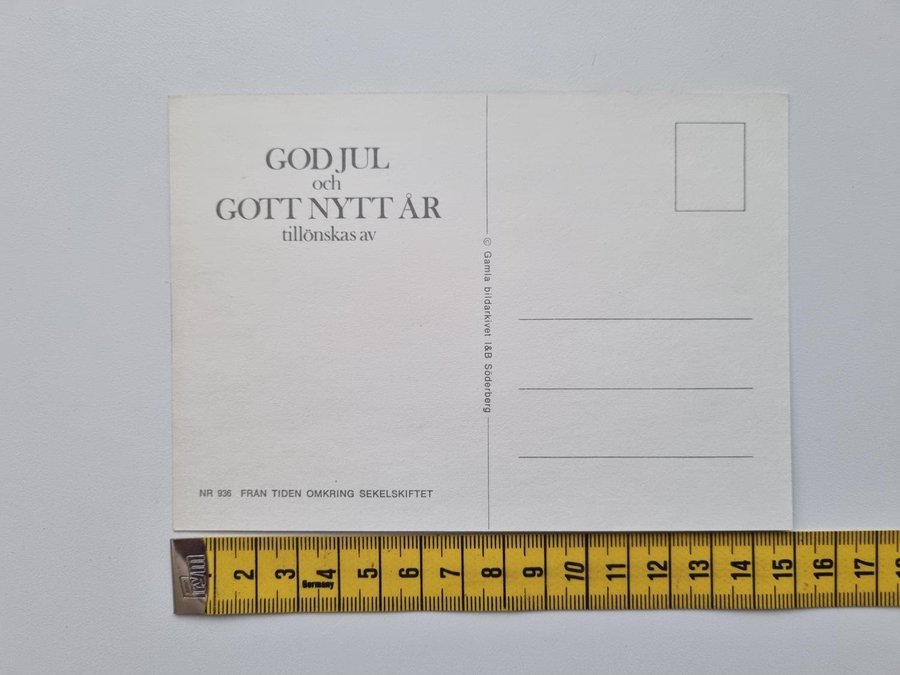 GOD JUL
och
GOTT NYTT ÅR
tillönskas av
© Gamla bildarkivet I&B Söderberg
NR 936 FRÅN TIDEN OMKRING SEKELSKIFTET
2 3 4 5 6 7 8 9 10 11 12 13 14 15 16 17
Germany